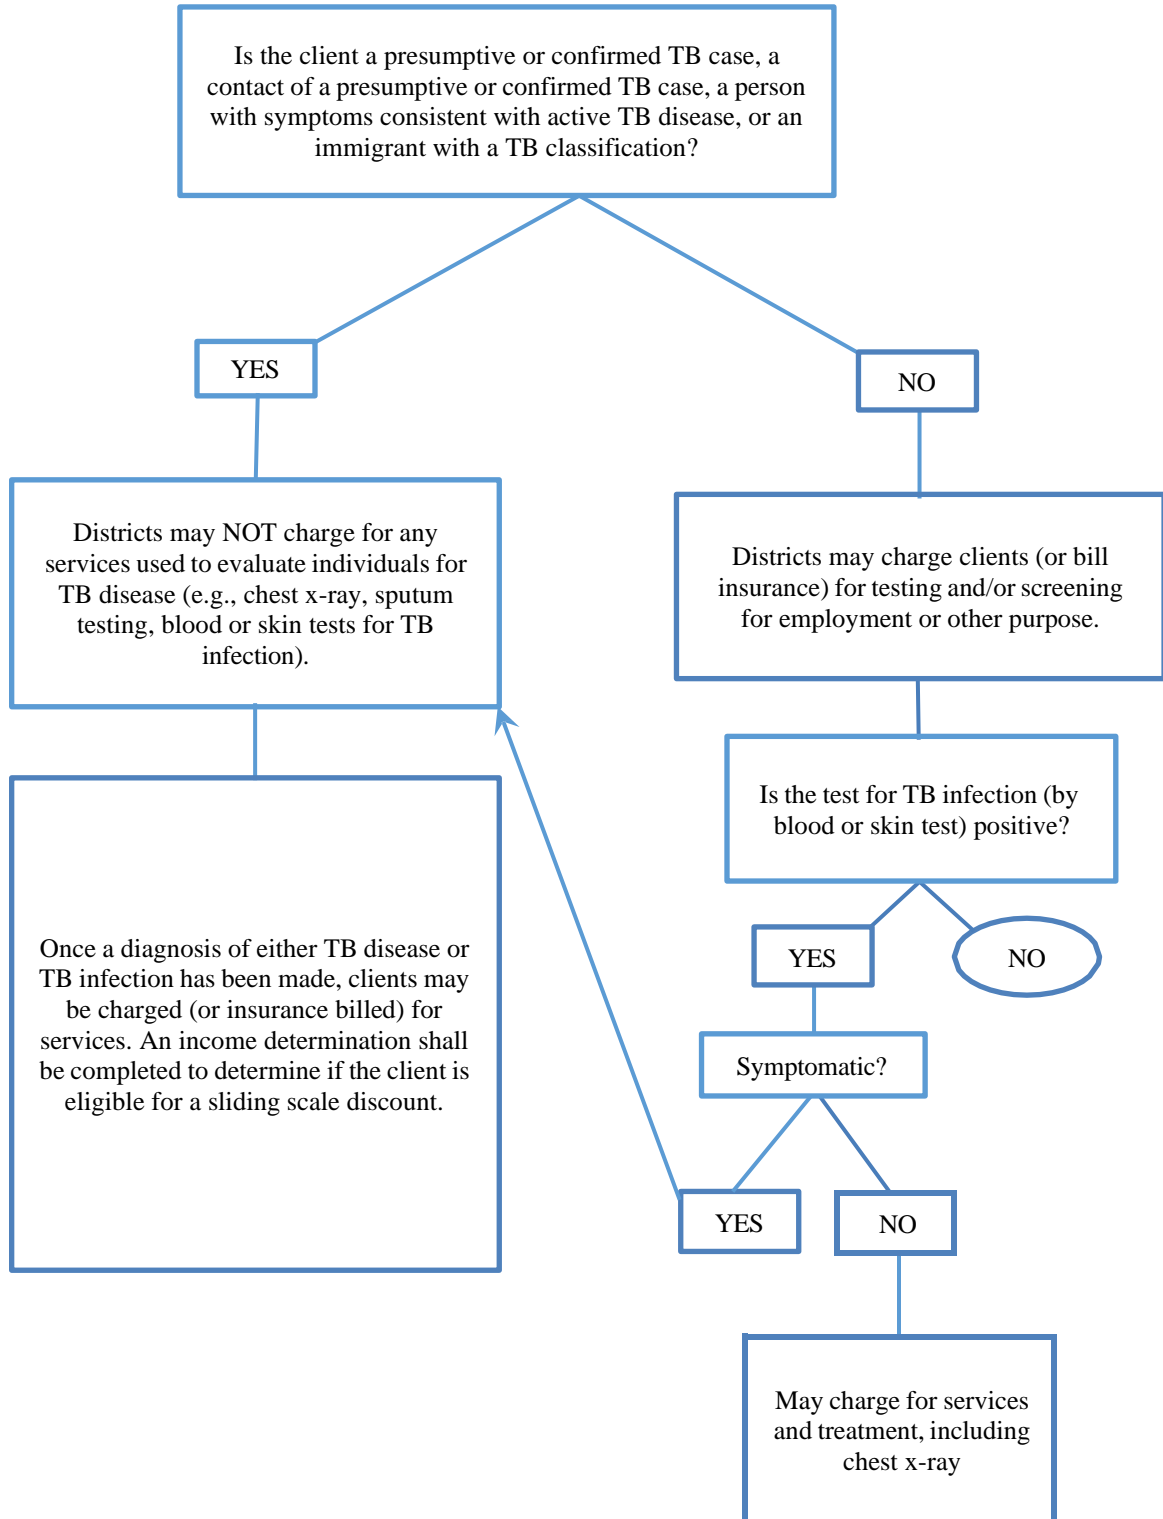 Is the client a presumptive or confirmed TB case, a
contact of a presumptive or confirmed TB case, a person
with symptoms consistent with active TB disease, or an
immigrant with a TB classification?
YES
NO
Districts may NOT charge for any
services used to evaluate individuals for
TB disease (e.g., chest x-ray, sputum
testing, blood or skin tests for TB
infection).
Districts may charge clients (or bill
insurance) for testing and/or screening
for employment or other purpose.
Is the test for TB infection (by
blood or skin test) positive?
Once a diagnosis of either TB disease or
TB infection has been made, clients may
be charged (or insurance billed) for
services. An income determination shall
be completed to determine if the client is
eligible for a sliding scale discount.
YES
NO
Symptomatic?
YES
NO
May charge for services
and treatment, including
chest x-ray